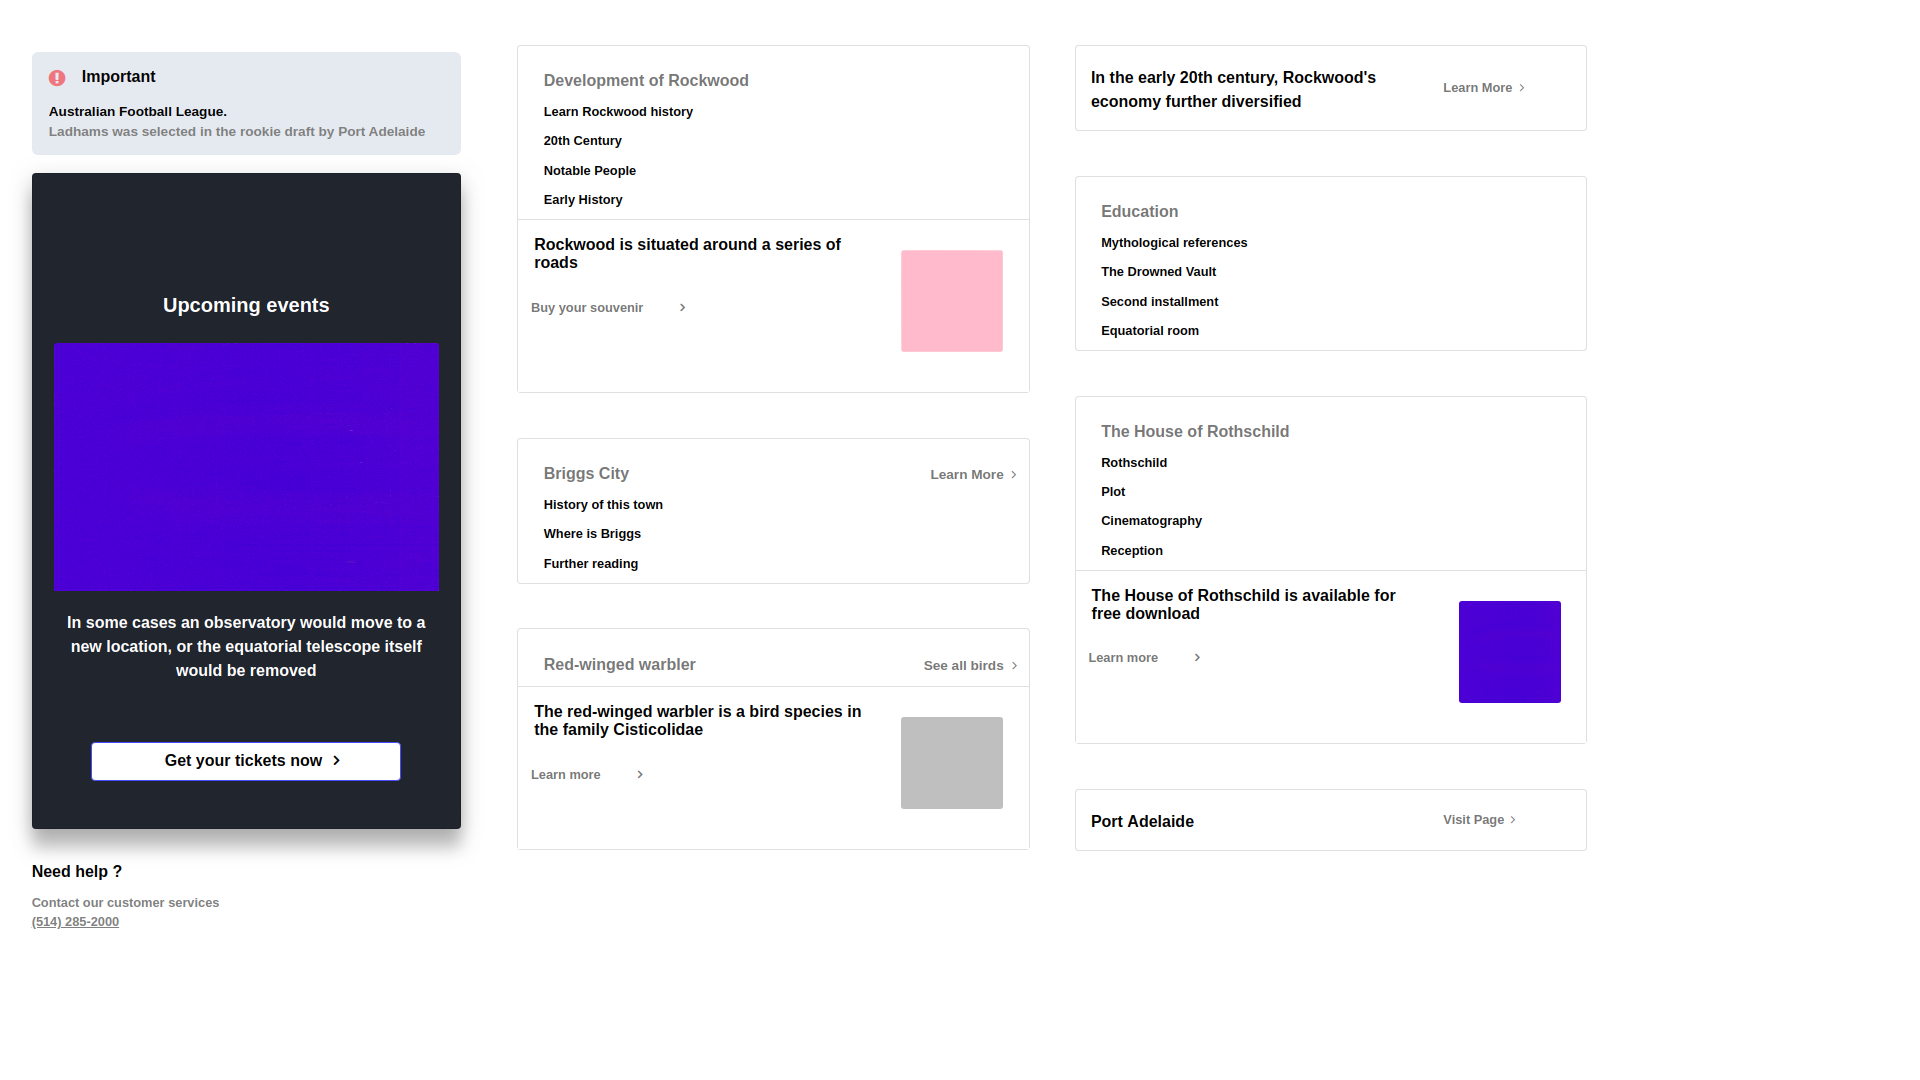 Important
Australian Football League.
Ladhams was selected in the rookie draft by Port Adelaide
Upcoming events
In some cases an observatory would move to a
new location, or the equatorial telescope itself
would be removed
Get your tickets now
Need help ?
Contact our customer services
(514) 285-2000
Development of Rockwood
Learn Rockwood history
20th Century
Notable People
Early History
Rockwood is situated around a series of
roads
Buy your souvenir
Briggs City
Learn More
History of this town
Where is Briggs
Further reading
Red-winged warbler
See all birds
The red-winged warbler is a bird species in
the family Cisticolidae
Learn more
In the early 20th century, Rockwood's
economy further diversified
Learn More
Education
Mythological references
The Drowned Vault
Second installment
Equatorial room
The House of Rothschild
Rothschild
Plot
Cinematography
Reception
The House of Rothschild is available for
free download
Learn more
Port Adelaide
Visit Page